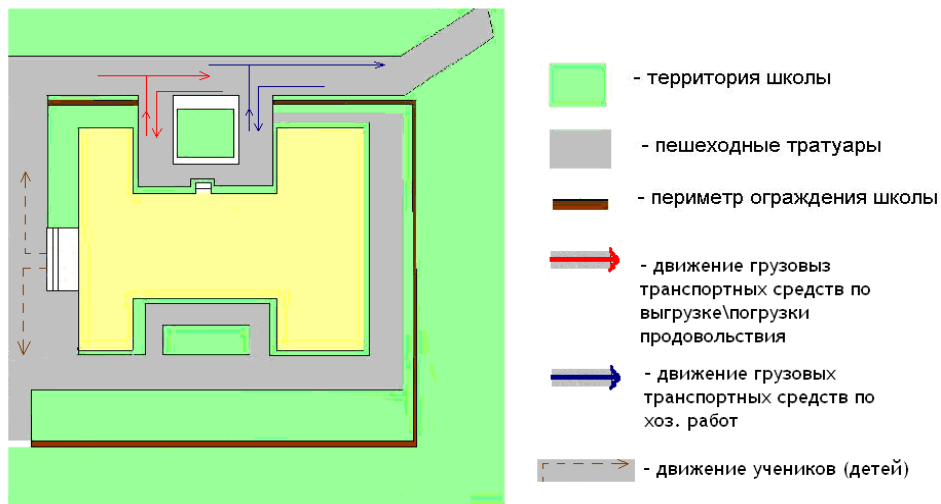 - территория школы
- пешеходные тратуары
- периметр ограждения школы
- движение грузовыз
транспортных средств по
выгрузке\погрузки
продовольствия
- движение грузовых
транспортных средств по
хоз. работ
- движение учеников (детей)